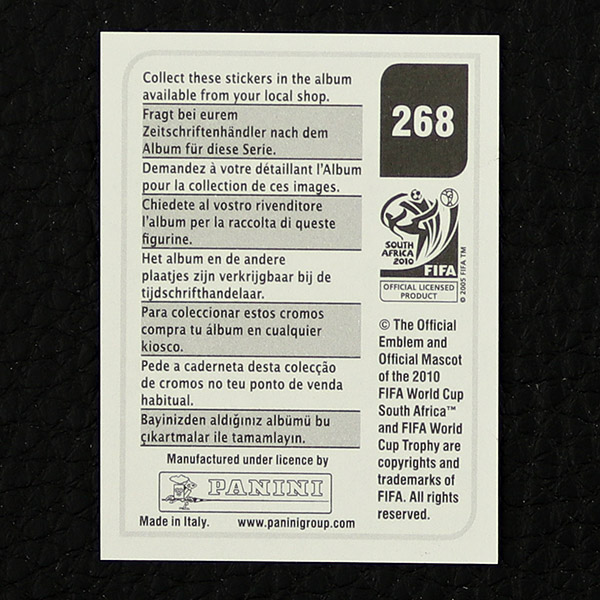 Collect these stickers in the album
available from your local shop.
Fragt bei eurem
Zeitschriftenhändler nach dem
Album für diese Serie.
Demandez à votre détaillant l'Album
pour la collection de ces images.
Chiedete al vostro rivenditore
l'album per la raccolta di queste
figurine.
Het album en de andere
plaatjes zijn verkrijgbaar bij de
tijdschrifthandelaar.
Para coleccionar estos cromos
compra tu álbum en cualquier
kiosco.
Pede a caderneta desta colecção
de cromos no teu ponto de venda
habitual.
Bayinizden aldığınız albümü bu
çıkartmalar ile tamamlayın.
Manufactured under licence by
PANINI
Made in Italy. www.paninigroup.com
268
SOUTH
AFRICA
2010
FIFA
OFFICIAL LICENSED
PRODUCT
© 2005 FIFA TM
© The Official
Emblem and
Official Mascot
of the 2010
FIFA World Cup
South Africa™
and FIFA World
Cup Trophy are
copyrights and
trademarks of
FIFA. All rights
reserved.